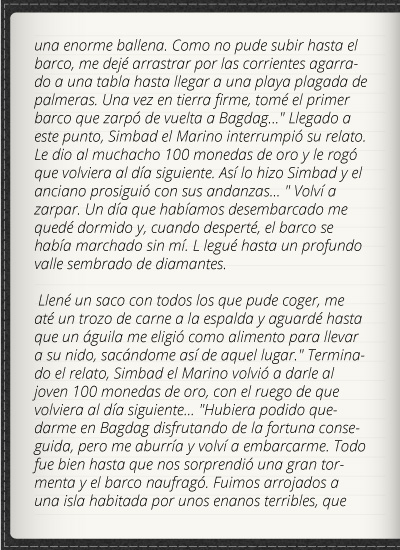 una enorme ballena. Como no pude subir hasta el
barco, me dejé arrastrar por las corrientes agarra-
do a una tabla hasta llegar a una playa plagada de
palmeras. Una vez en tierra firme, tomé el primer
barco que zarpó de vuelta a Bagdag..." Llegado a
este punto, Simbad el Marino interrumpió su relato.
Le dio al muchacho 100 monedas de oro y le rogó
que volviera al día siguiente. Así lo hizo Simbad y el
anciano prosiguió con sus andanzas... " Volví a
zarpar. Un día que habíamos desembarcado me
quedé dormido y, cuando desperté, el barco se
había marchado sin mí. L legué hasta un profundo
valle sembrado de diamantes.
Llené un saco con todos los que pude coger, me
até un trozo de carne a la espalda y aguardé hasta
que un águila me eligió como alimento para llevar
a su nido, sacándome así de aquel lugar." Termina-
do el relato, Simbad el Marino volvió a darle al
joven 100 monedas de oro, con el ruego de que
volviera al día siguiente... "Hubiera podido que-
darme en Bagdag disfrutando de la fortuna conse-
guida, pero me aburría y volví a embarcarme. Todo
fue bien hasta que nos sorprendió una gran tor-
menta y el barco naufragó. Fuimos arrojados a
una isla habitada por unos enanos terribles, que